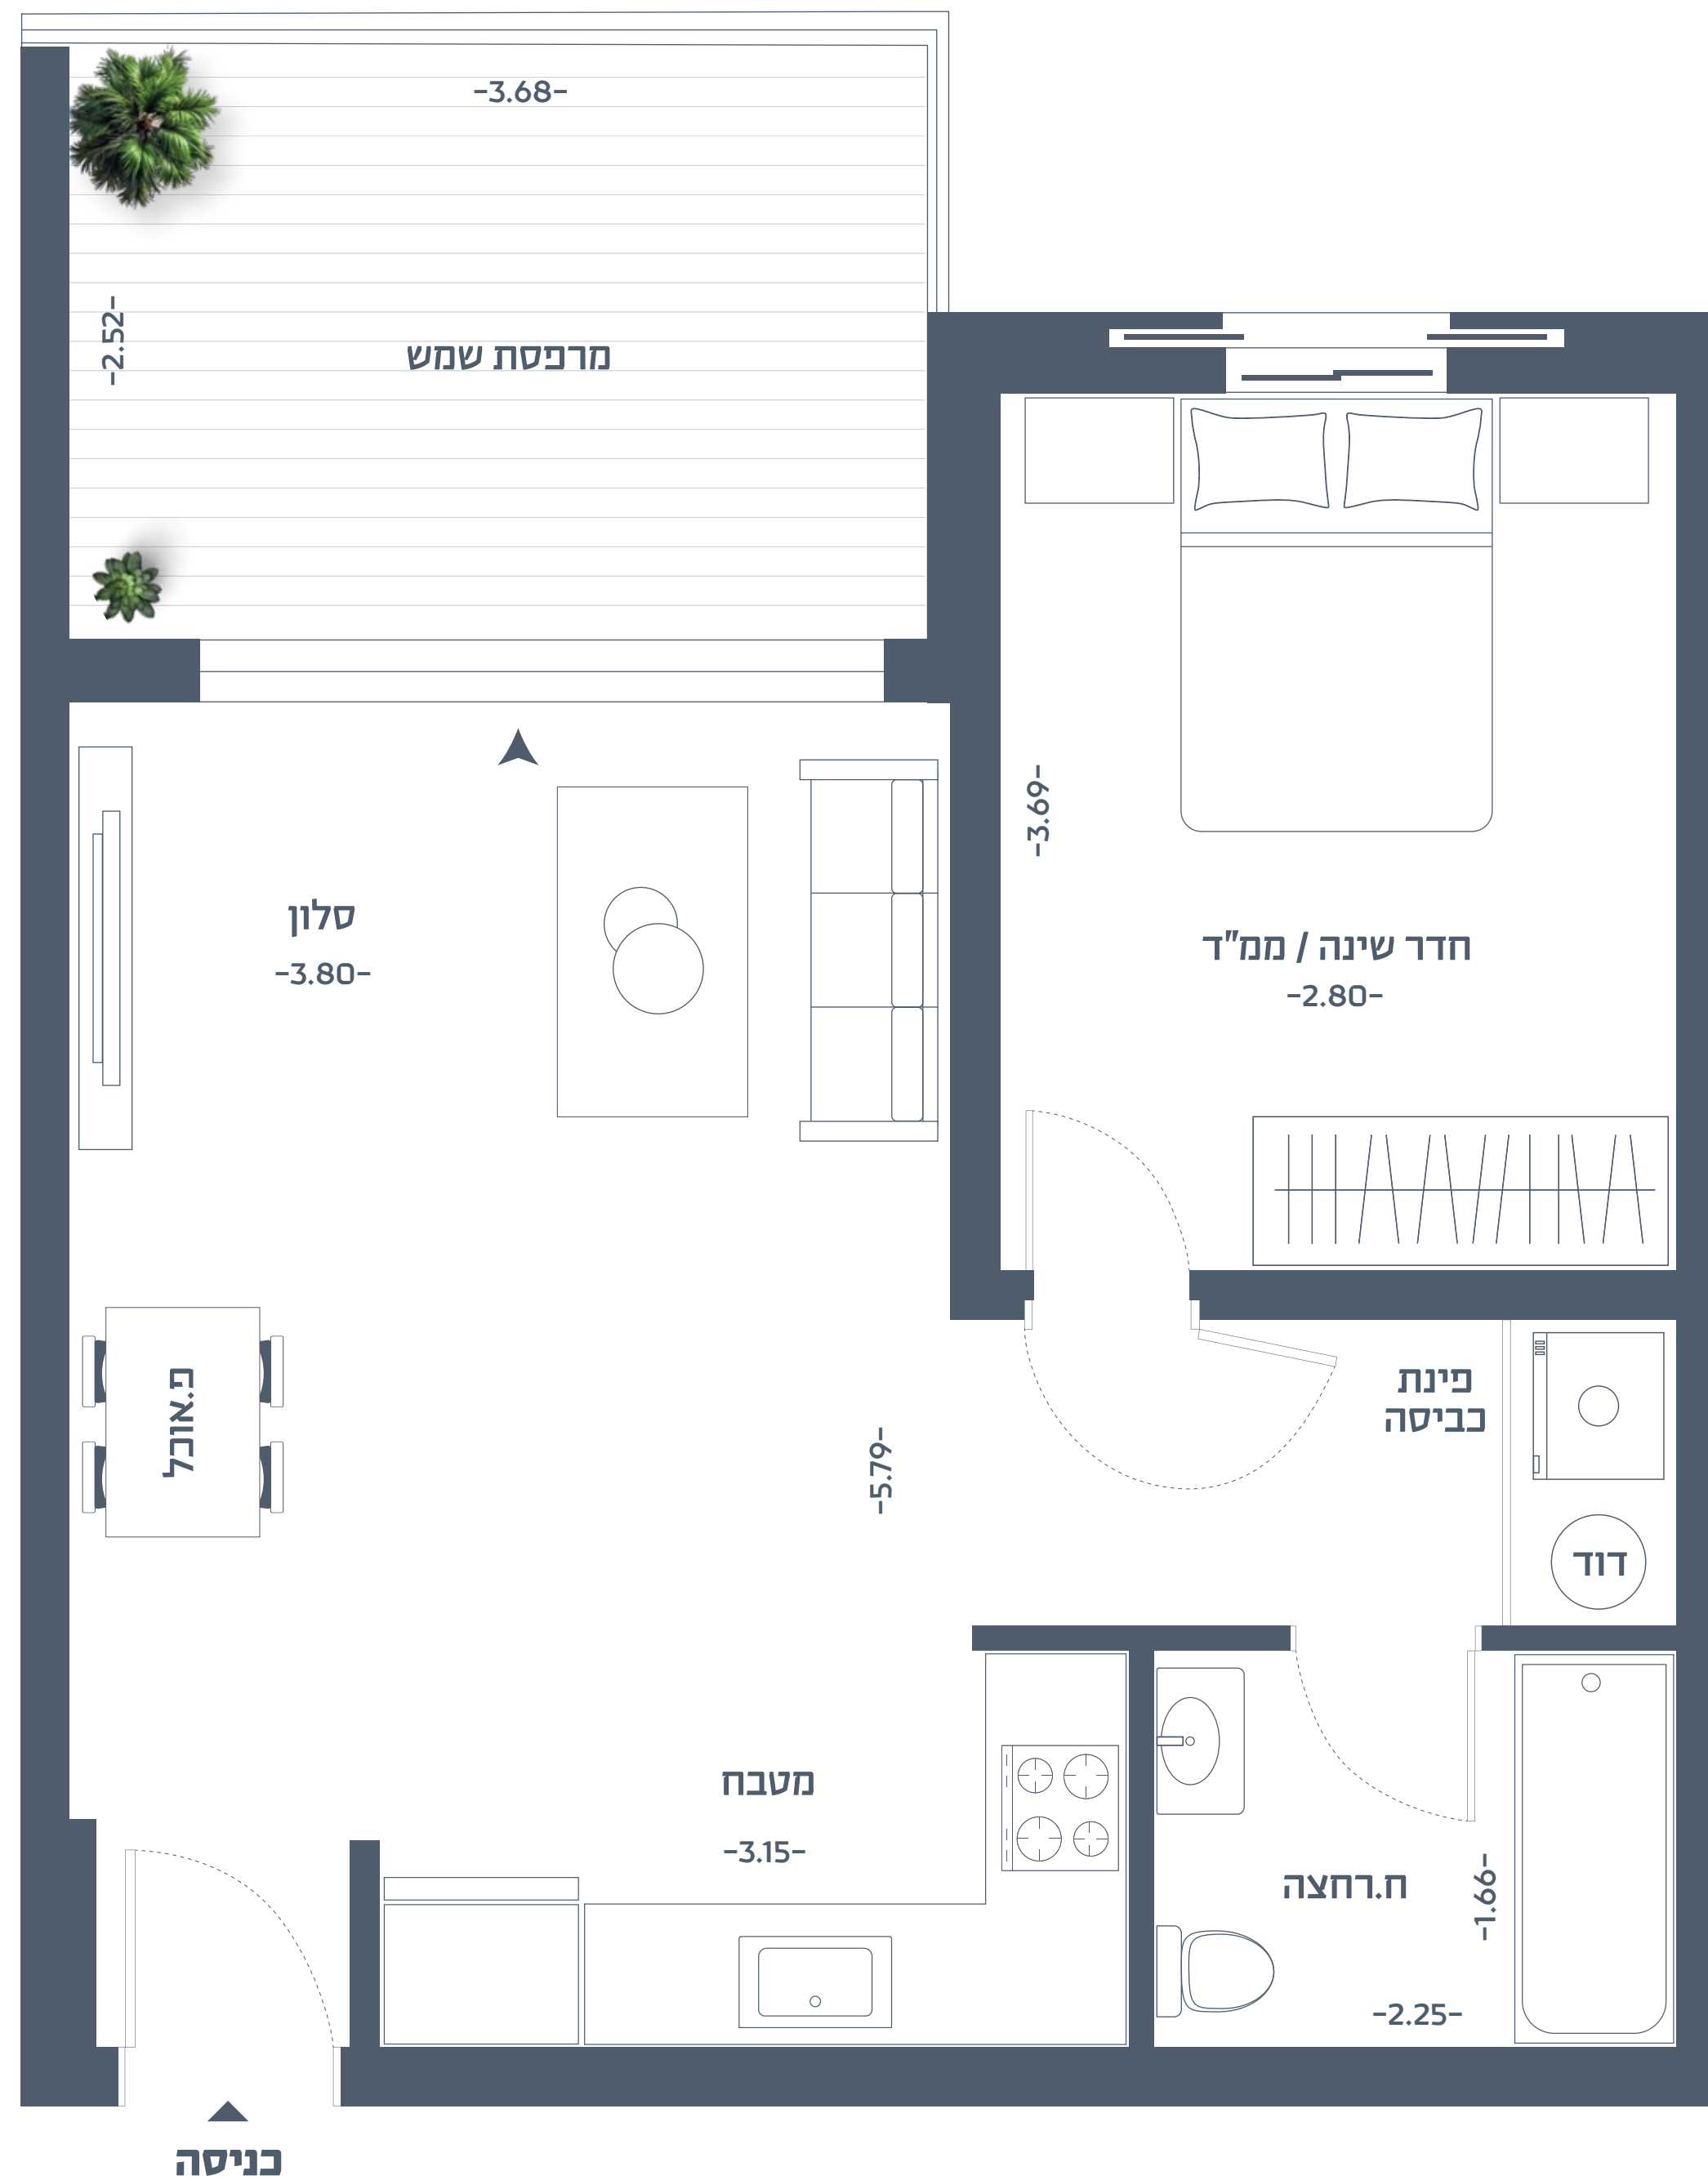 -3.68-
-2.52-
מרפסת שמש
סלון
-3.80-
-3.69-
חדר שינה / ממ"ד
-2.80-
פ.אוכל
-5.79-
פינת
כביסה
דוד
מטבח
-3.15-
ח.רחצה
-1.66-
-2.25-
כניסה